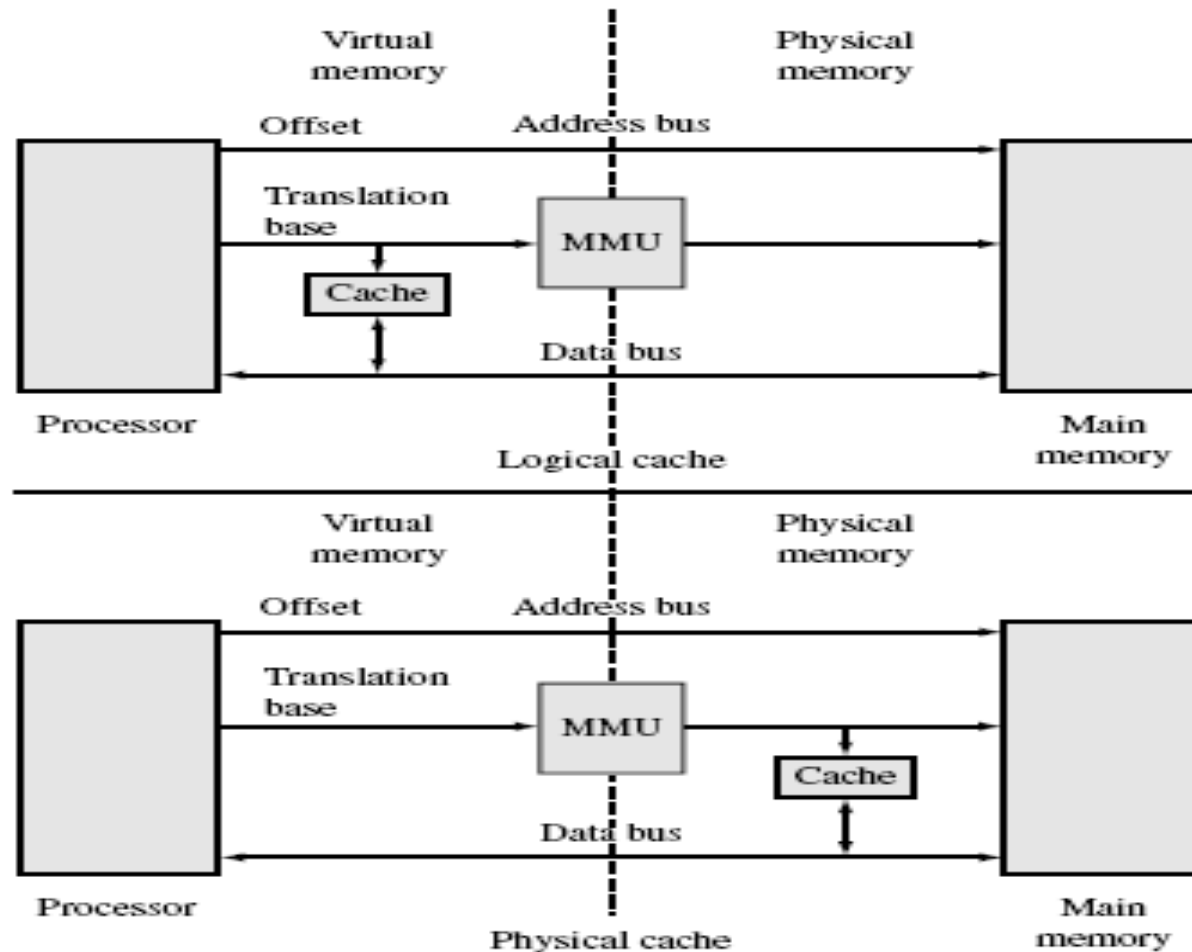 Virtual
memory
Physical
memory
Offset
Address bus
Translation
base
MMU
Cache
Data bus
Processor
Main
memory
Logical cache
Virtual
memory
Physical
memory
Offset
Address bus
Translation
base
MMU
Cache
Data bus
Processor
Main
memory
Physical cache